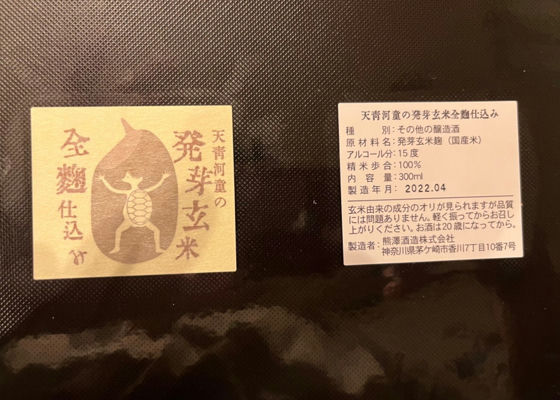 天青河童の
発芽玄米
全麹仕込み
天青河童の発芽玄米全麹仕込み
種　　別：その他の醸造酒
原材料名：発芽玄米麹（国産米）
アルコール分：15度
精米歩合：100％
内 容 量：300ml
製造年月：2022.04
玄米由来の成分のオリが見られますが品質
には問題ありません。軽く振ってからお召し
上がりください。お酒は20歳になってから。
製造者：熊澤酒造株式会社
神奈川県茅ケ崎市香川7丁目10番7号